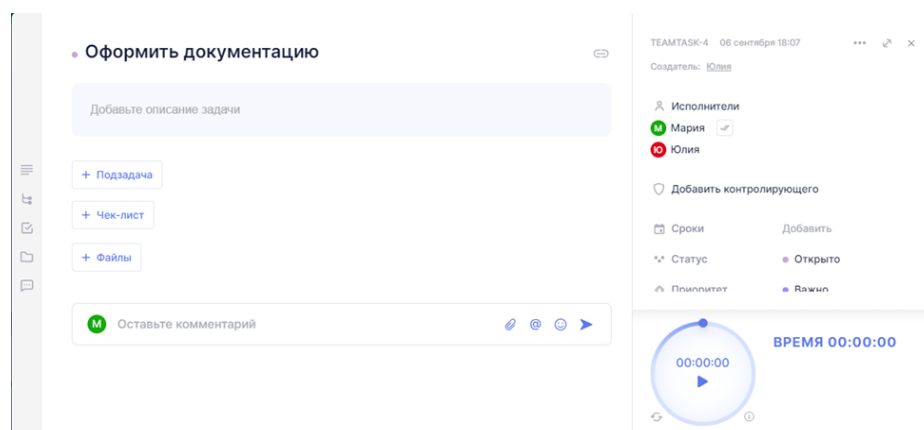 Оформить документацию
Добавьте описание задачи
+ Подзадача
+ Чек-лист
+ Файлы
М Оставьте комментарий @
TEAMTASK-4 06 сентября 18:07
Создатель: Юлия
Исполнители
М Мария
Ю Юлия
Добавить контролирующего
Сроки Добавить
Статус Открыто
Приоритет Важно
00:00:00
ВРЕМЯ 00:00:00